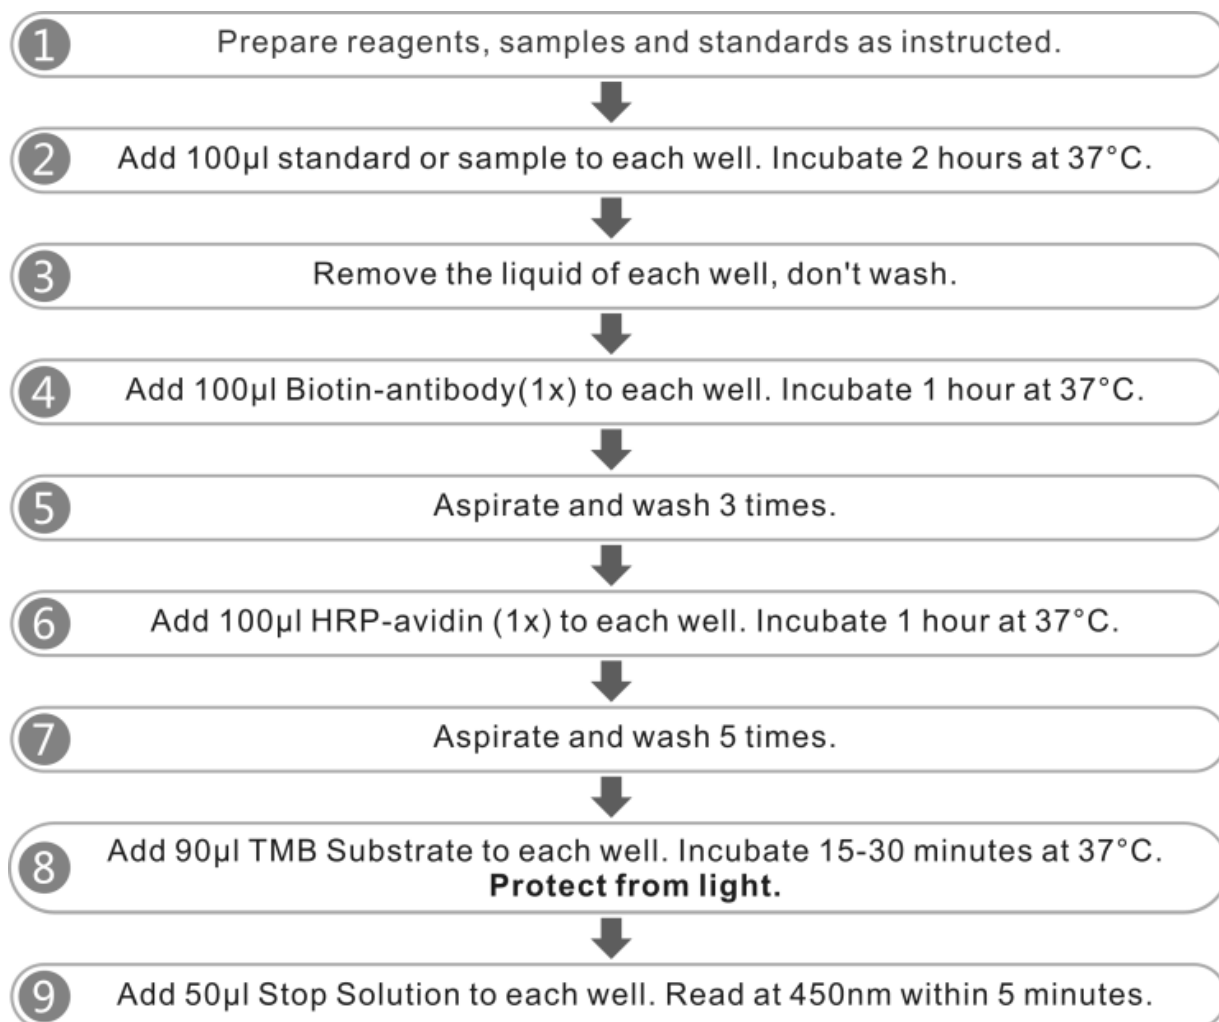 1 Prepare reagents, samples and standards as instructed.
2 Add 100µl standard or sample to each well. Incubate 2 hours at 37°C.
3 Remove the liquid of each well, don't wash.
4 Add 100µl Biotin-antibody(1x) to each well. Incubate 1 hour at 37°C.
5 Aspirate and wash 3 times.
6 Add 100µl HRP-avidin (1x) to each well. Incubate 1 hour at 37°C.
7 Aspirate and wash 5 times.
8 Add 90µl TMB Substrate to each well. Incubate 15-30 minutes at 37°C.
Protect from light.
9 Add 50µl Stop Solution to each well. Read at 450nm within 5 minutes.